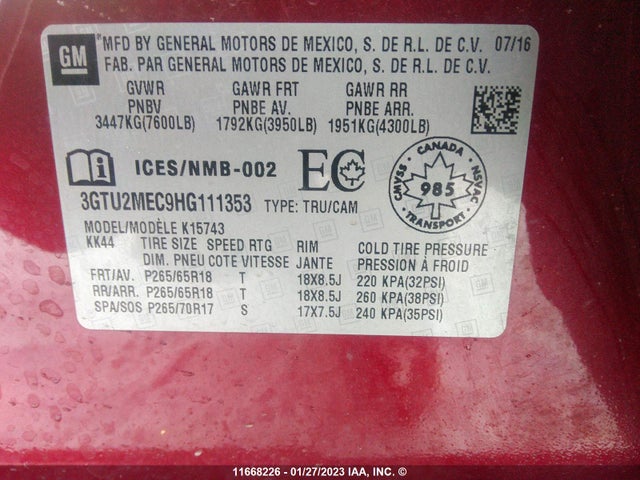 GM *MFD BY GENERAL MOTORS DE MEXICO, S. DE R.L. DE C.V. 07/16
FAB. PAR GENERAL MOTORS DE MEXICO, S. DE R.L. DE C.V.
GVWR GAWR FRT GAWR RR
PNBV PNBE AV. PNBE ARR.
3447KG(7600LB) 1792KG(3950LB) 1951KG(4300LB)
ICES/NMB-002 EC CANADA CMVSS 985 NSVAC TRANSPORT
3GTU2MEC9HG111353 TYPE: TRU/CAM
MODEL/MODÈLE K15743
KK44 TIRE SIZE SPEED RTG RIM COLD TIRE PRESSURE
DIM. PNEU COTE VITESSE JANTE PRESSION À FROID
FRT/AV. P265/65R18 T 18X8.5J 220 KPA(32PSI)
RR/ARR. P265/65R18 T 18X8.5J 260 KPA(38PSI)
SPA/SOS P265/70R17 S 17X7.5J 240 KPA(35PSI)
11668226 - 01/27/2023 IAA, Inc. ©